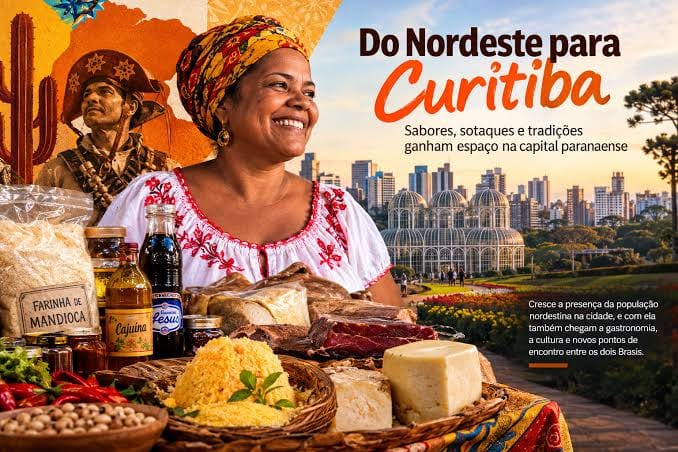 Do Nordeste para
Curitiba
Sabores, sotaques e tradições
ganham espaço na capital paranaense
FARINHA DE
MANDIOCA
Cajuína
Jesus
Cresce a presença da população
nordestina na cidade, e com ela
também chegam a gastronomia,
a cultura e novos pontos de
encontro entre os dois Brasis.